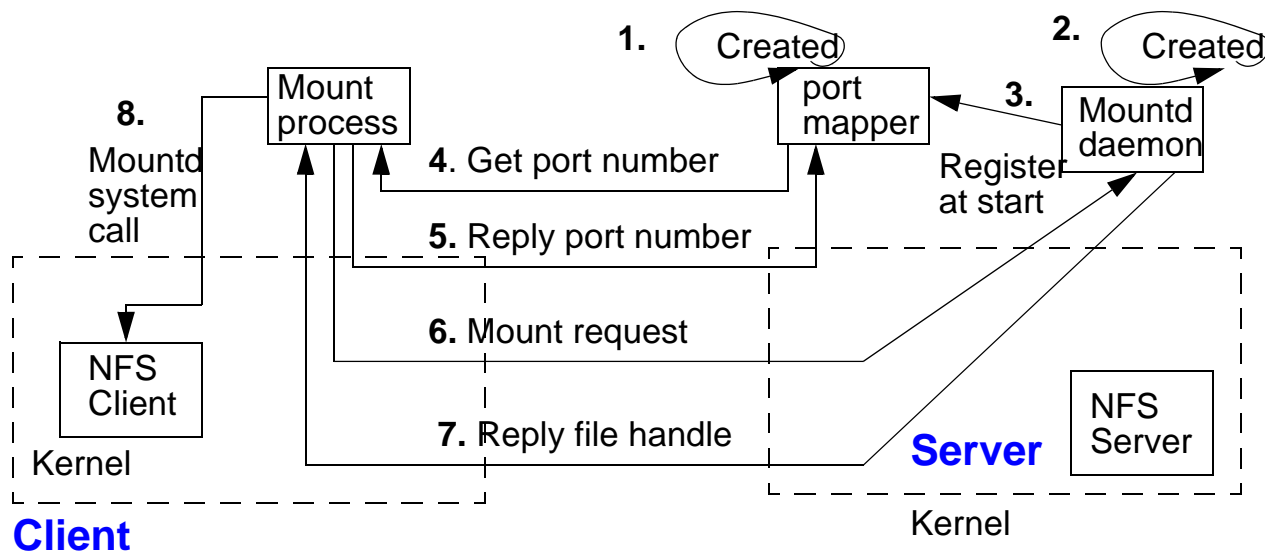 1.
Created
2.
Created
Mount
process
port
mapper
3.
Mountd
daemon
8.
Mountd
system
call
4. Get port number
Register
at start
5. Reply port number
6. Mount request
NFS
Client
7. Reply file handle
Kernel
Server
NFS
Server
Client
Kernel